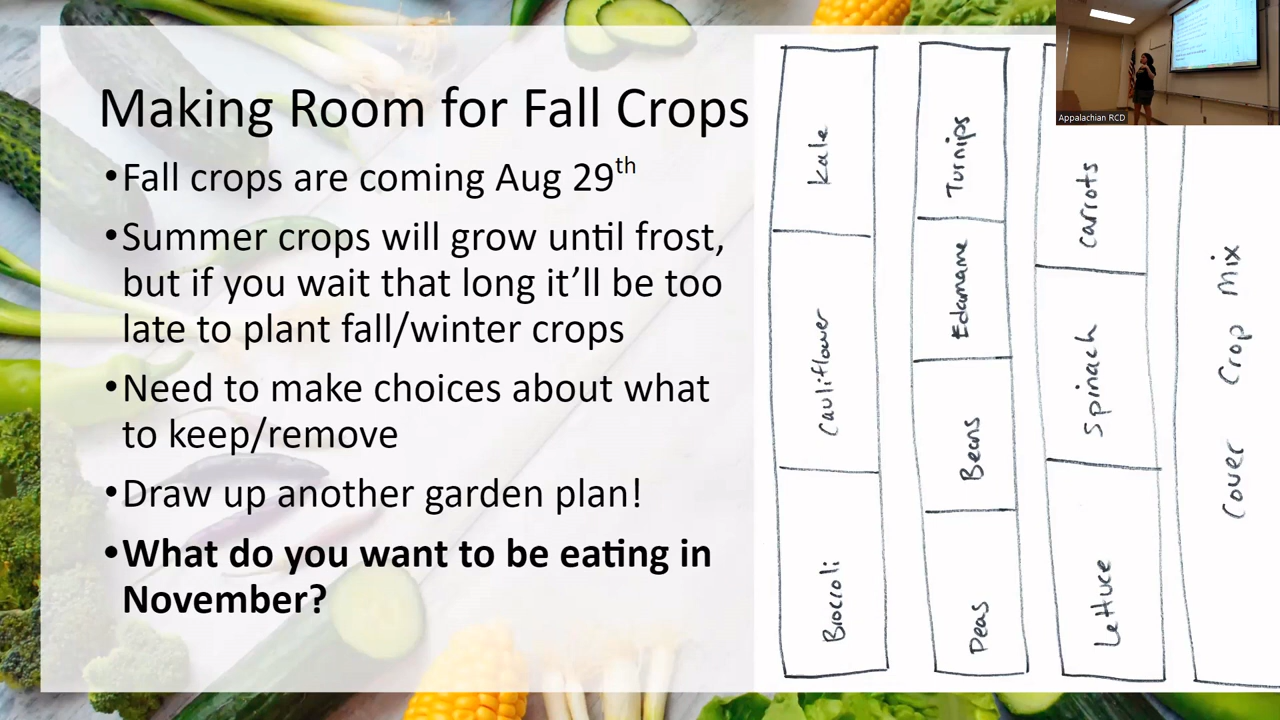 Making Room for Fall Crops
•Fall crops are coming Aug 29th
•Summer crops will grow until frost,
but if you wait that long it'll be too
late to plant fall/winter crops
•Need to make choices about what
to keep/remove
•Draw up another garden plan!
•What do you want to be eating in
November?
Kale
Cauliflower
Broccoli
Turnips
Edamame
Beans
Peas
Carrots
Spinach
Lettuce
Cover Crop Mix
Appalachian RCD